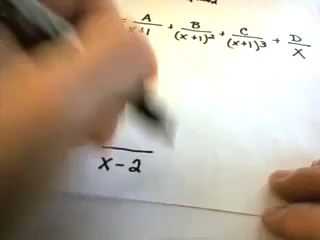 = A/x+1 + B/(x+1)² + C/(x+1)³ + D/x
x-2